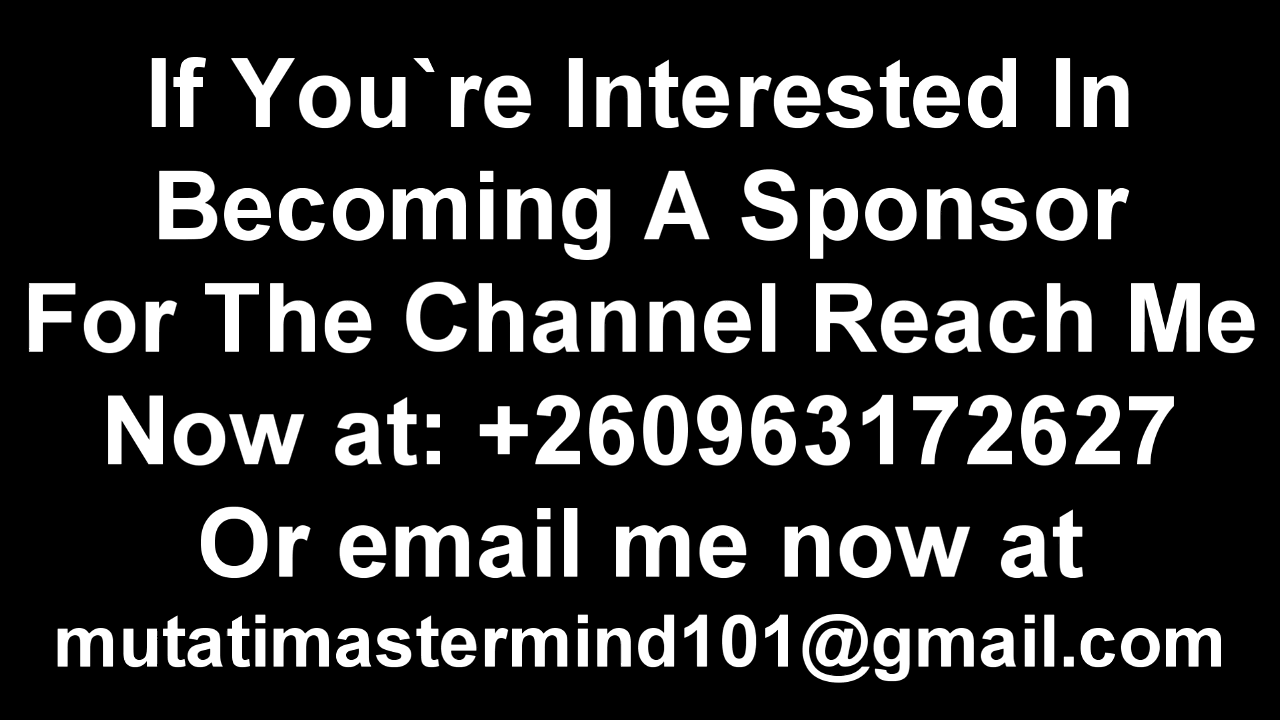 If You`re Interested In
Becoming A Sponsor
For The Channel Reach Me
Now at: +260963172627
Or email me now at
mutatimastermind101@gmail.com